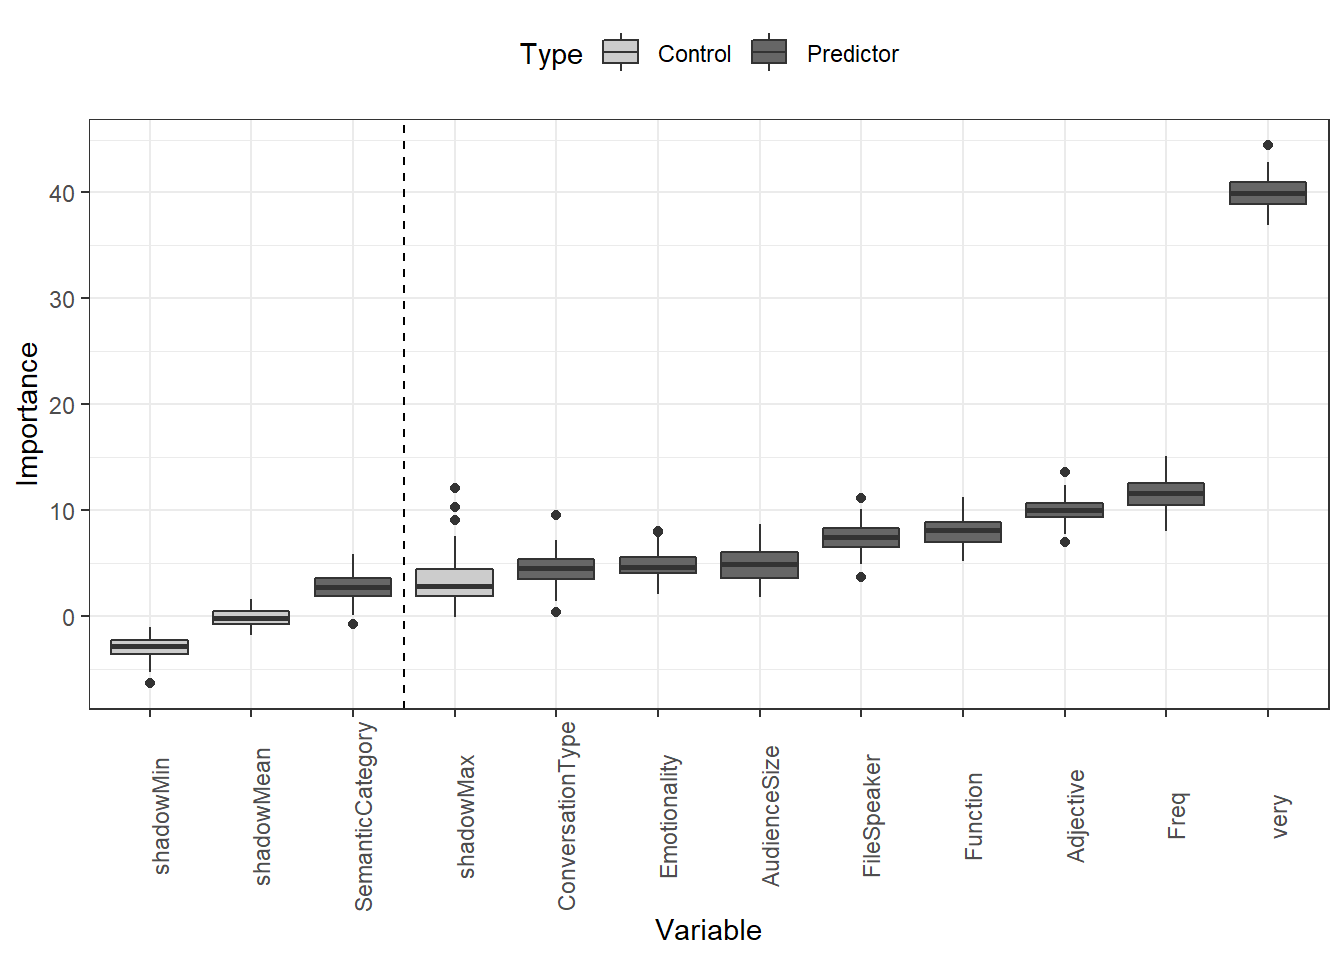 Type Control Predictor
Importance
40
30
20
10
0
shadowMin
shadowMean
SemanticCategory
shadowMax
ConversationType
Emotionality
AudienceSize
FileSpeaker
Function
Adjective
Freq
very
Variable